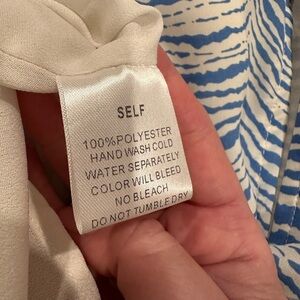 SELF
100%POLYESTER
HAND WASH COLD
WATER SEPARATELY
COLOR WILL BLEED
NO BLEACH
DO NOT TUMBLE DRY